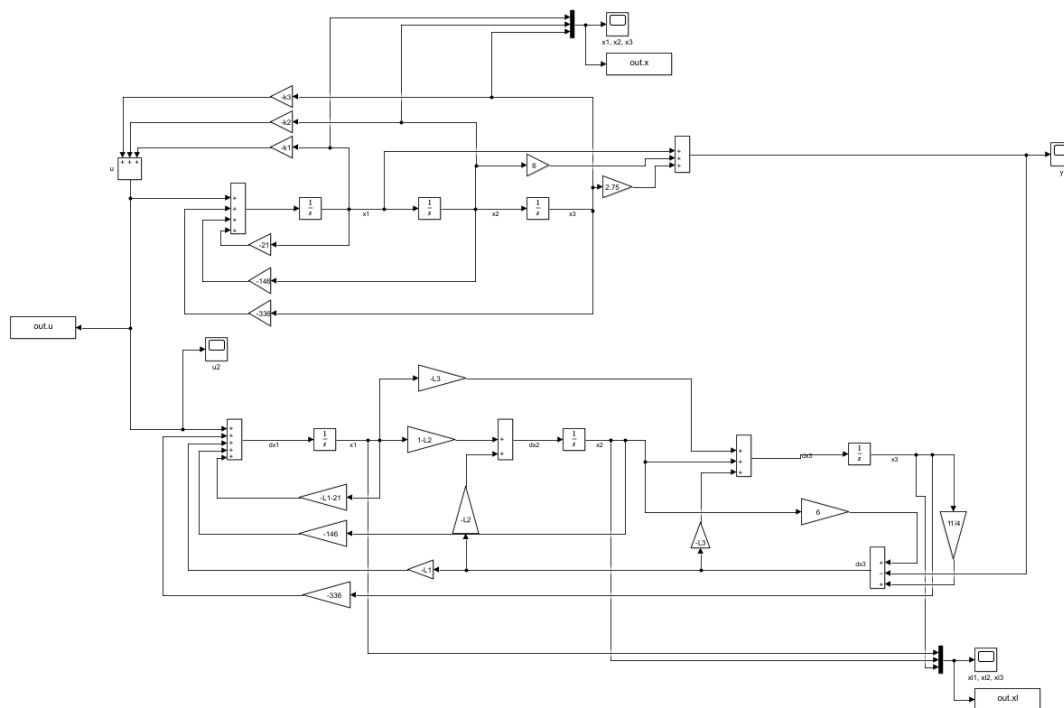 x1, x2, x3
out.x
-k3
-k2
-k1
+ + +
u
+
+
+
6
2.75
y
+
+
+
+
1
s
x1
1
s
x2
1
s
x3
-21
-146
-336
out.u
u2
-L3
+
+
+
+
+
dx1
1
s
x1
1-L2
+
+
dx2
1
s
x2
+
+
+
dx3
1
s
x3
-L1-21
-146
-L2
-L3
6
11/4
-L1
dx3
+
−
+
-336
xl1, xl2, xl3
out.xl